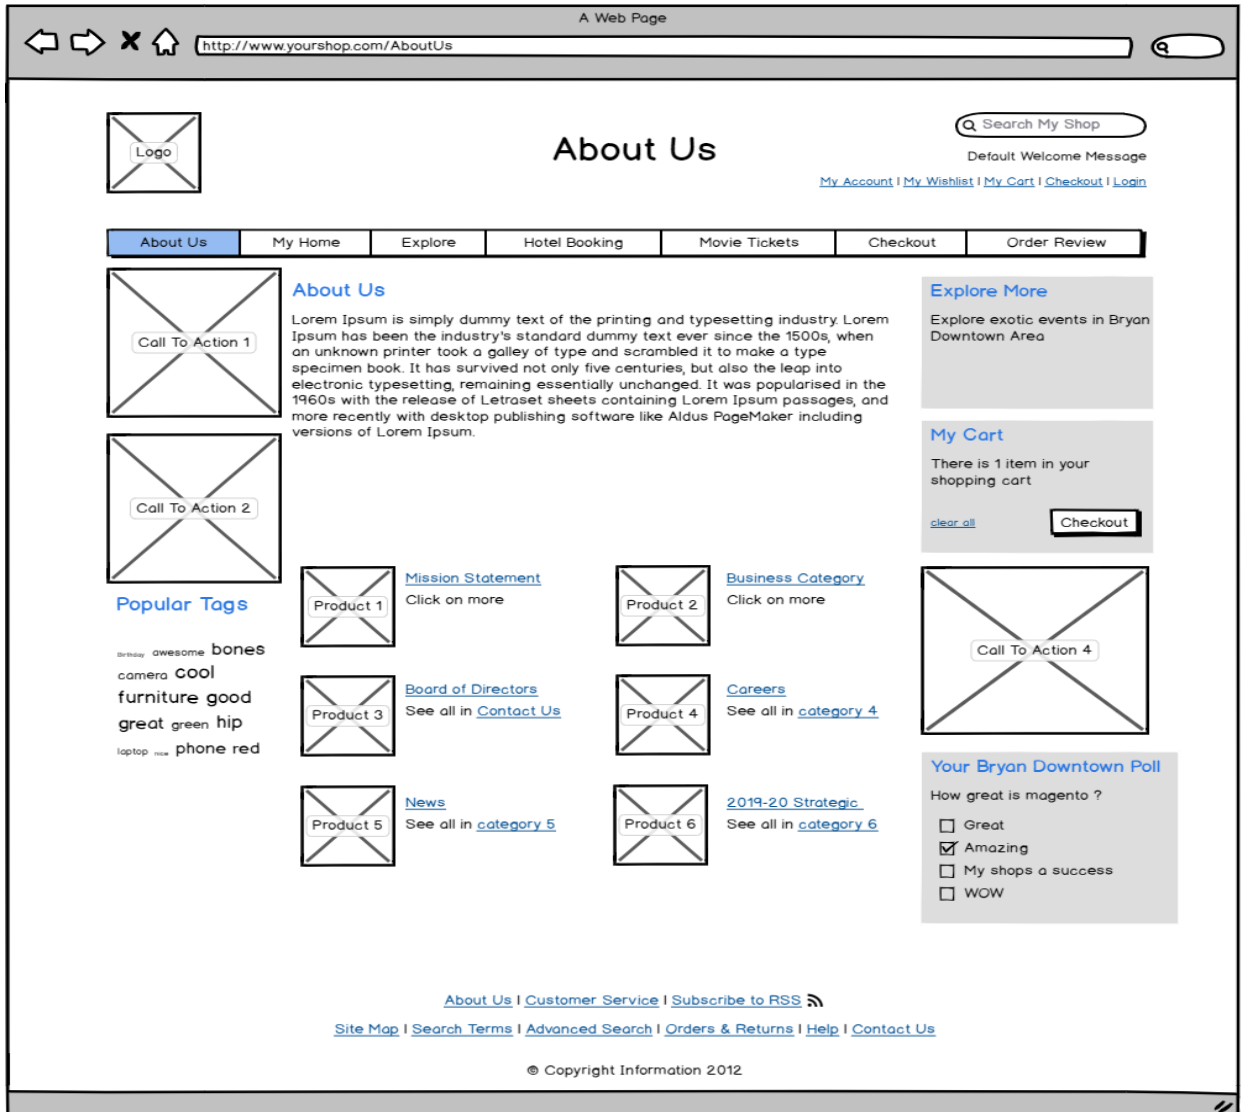 A Web Page
http://www.yourshop.com/AboutUs
Logo
About Us
Search My Shop
Default Welcome Message
My Account | My Wishlist | My Cart | Checkout | Login
About Us
My Home
Explore
Hotel Booking
Movie Tickets
Checkout
Order Review
Call To Action 1
Call To Action 2
Popular Tags
Birthday awesome bones
camera cool
furniture good
great green hip
laptop nice phone red
About Us
Lorem Ipsum is simply dummy text of the printing and typesetting industry. Lorem
Ipsum has been the industry's standard dummy text ever since the 1500s, when
an unknown printer took a galley of type and scrambled it to make a type
specimen book. It has survived not only five centuries, but also the leap into
electronic typesetting, remaining essentially unchanged. It was popularised in the
1960s with the release of Letraset sheets containing Lorem Ipsum passages, and
more recently with desktop publishing software like Aldus PageMaker including
versions of Lorem Ipsum.
Product 1
Mission Statement
Click on more
Product 2
Business Category
Click on more
Product 3
Board of Directors
See all in Contact Us
Product 4
Careers
See all in category 4
Product 5
News
See all in category 5
Product 6
2019-20 Strategic
See all in category 6
Explore More
Explore exotic events in Bryan
Downtown Area
My Cart
There is 1 item in your
shopping cart
clear all
Checkout
Call To Action 4
Your Bryan Downtown Poll
How great is magento ?
Great
Amazing
My shops a success
WOW
About Us | Customer Service | Subscribe to RSS
Site Map | Search Terms | Advanced Search | Orders & Returns | Help | Contact Us
© Copyright Information 2012